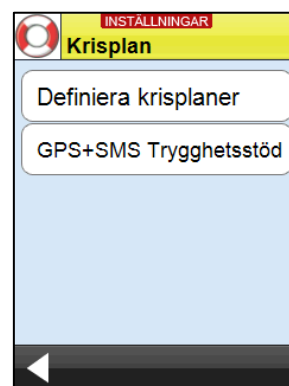 INSTÄLLNINGAR
Krisplan
Definiera krisplaner
GPS+SMS Trygghetsstöd